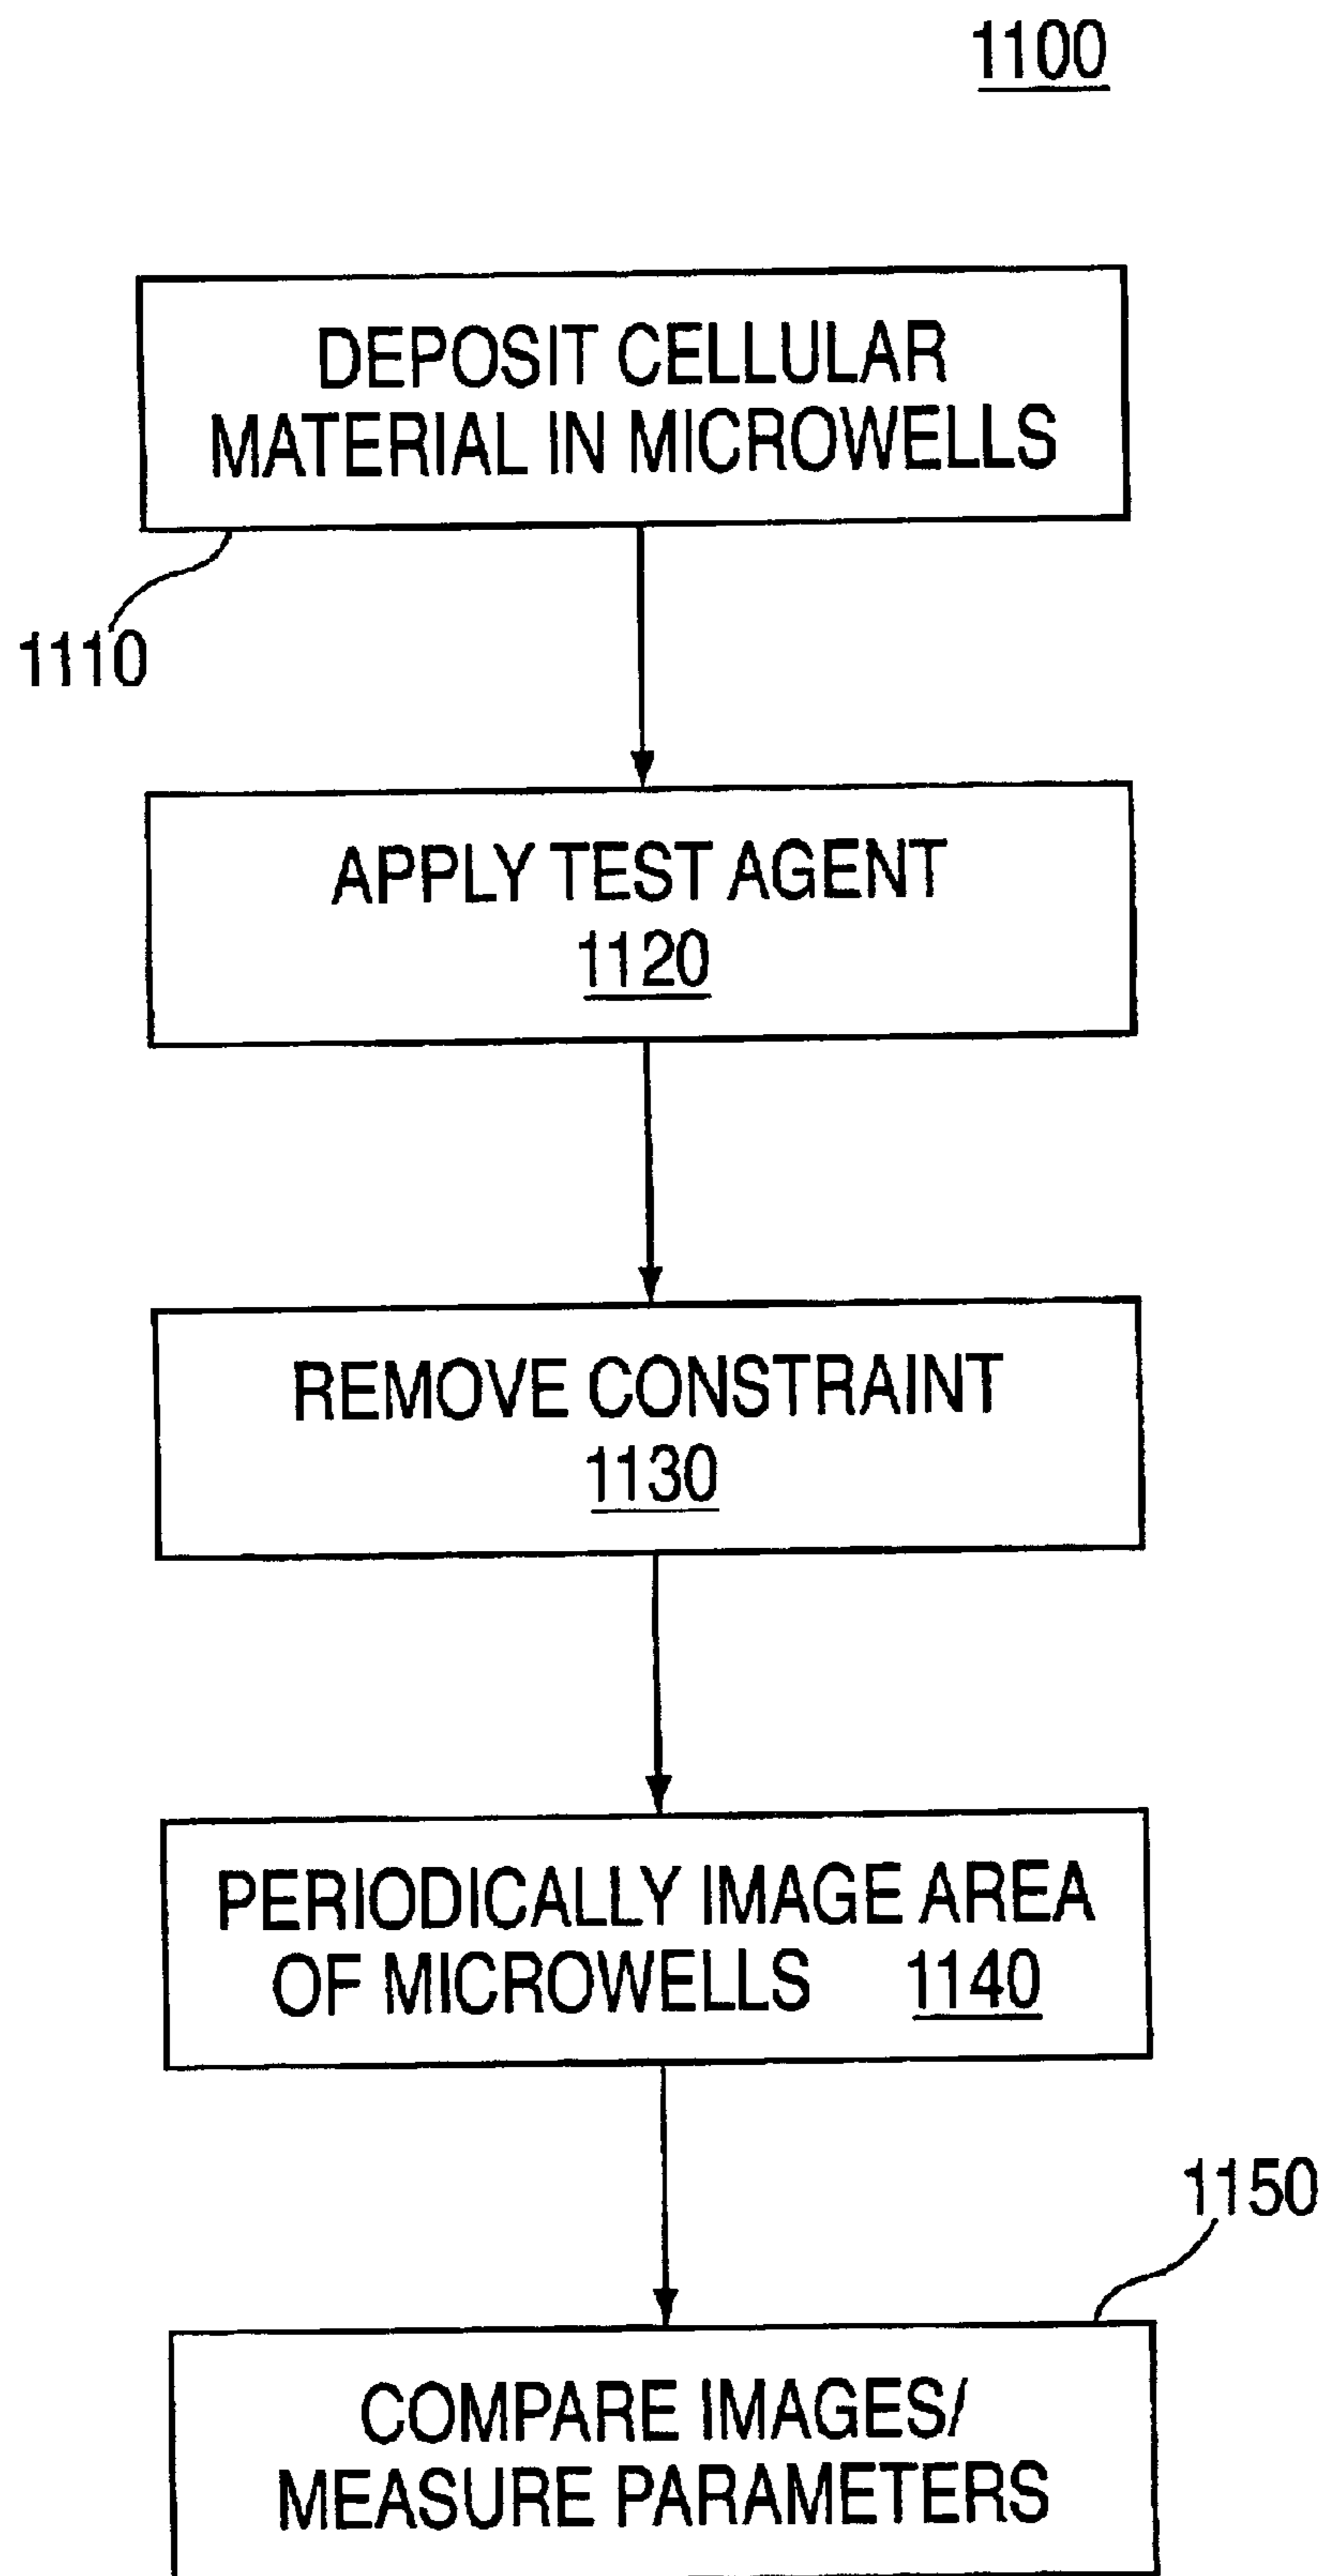 1100
DEPOSIT CELLULAR
MATERIAL IN MICROWELLS
1110
APPLY TEST AGENT
1120
REMOVE CONSTRAINT
1130
PERIODICALLY IMAGE AREA
OF MICROWELLS 1140
1150
COMPARE IMAGES/
MEASURE PARAMETERS